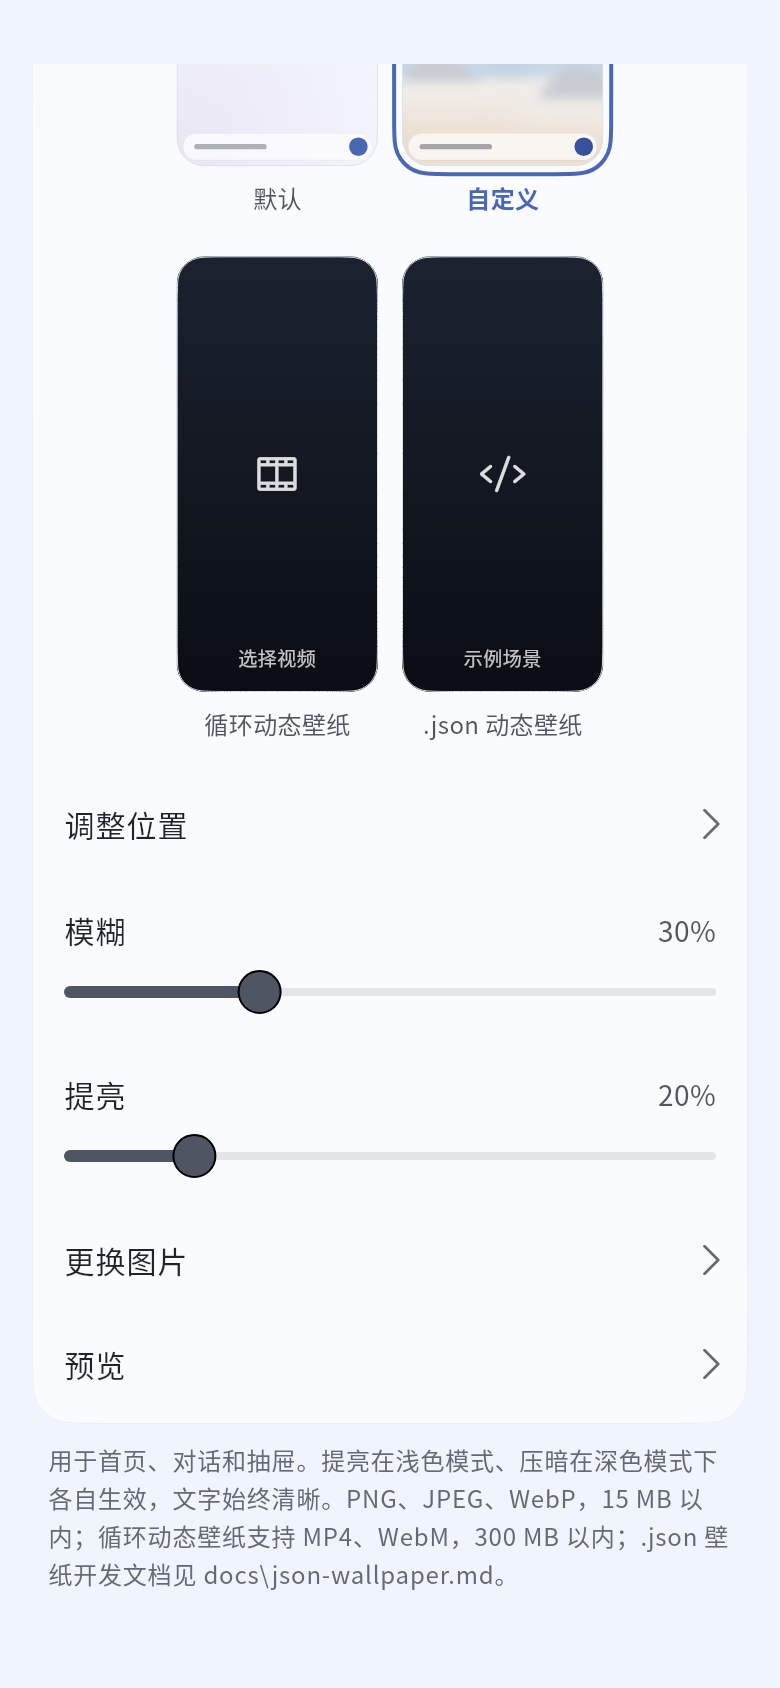 默认
自定义
选择视频
示例场景
循环动态壁纸
.json 动态壁纸
调整位置
模糊
30%
提亮
20%
更换图片
预览
用于首页、对话和抽屉。提亮在浅色模式、压暗在深色模式下
各自生效，文字始终清晰。PNG、JPEG、WebP，15 MB 以
内；循环动态壁纸支持 MP4、WebM，300 MB 以内；.json 壁
纸开发文档见 docs\json-wallpaper.md。